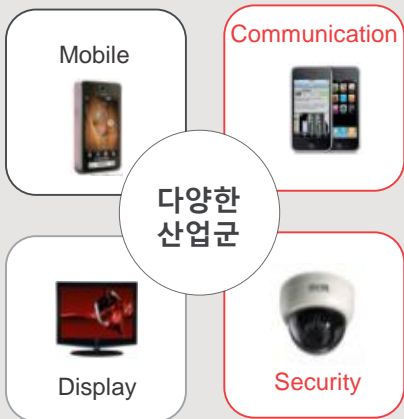 Mobile
Communication
다양한
산업군
Display
Security